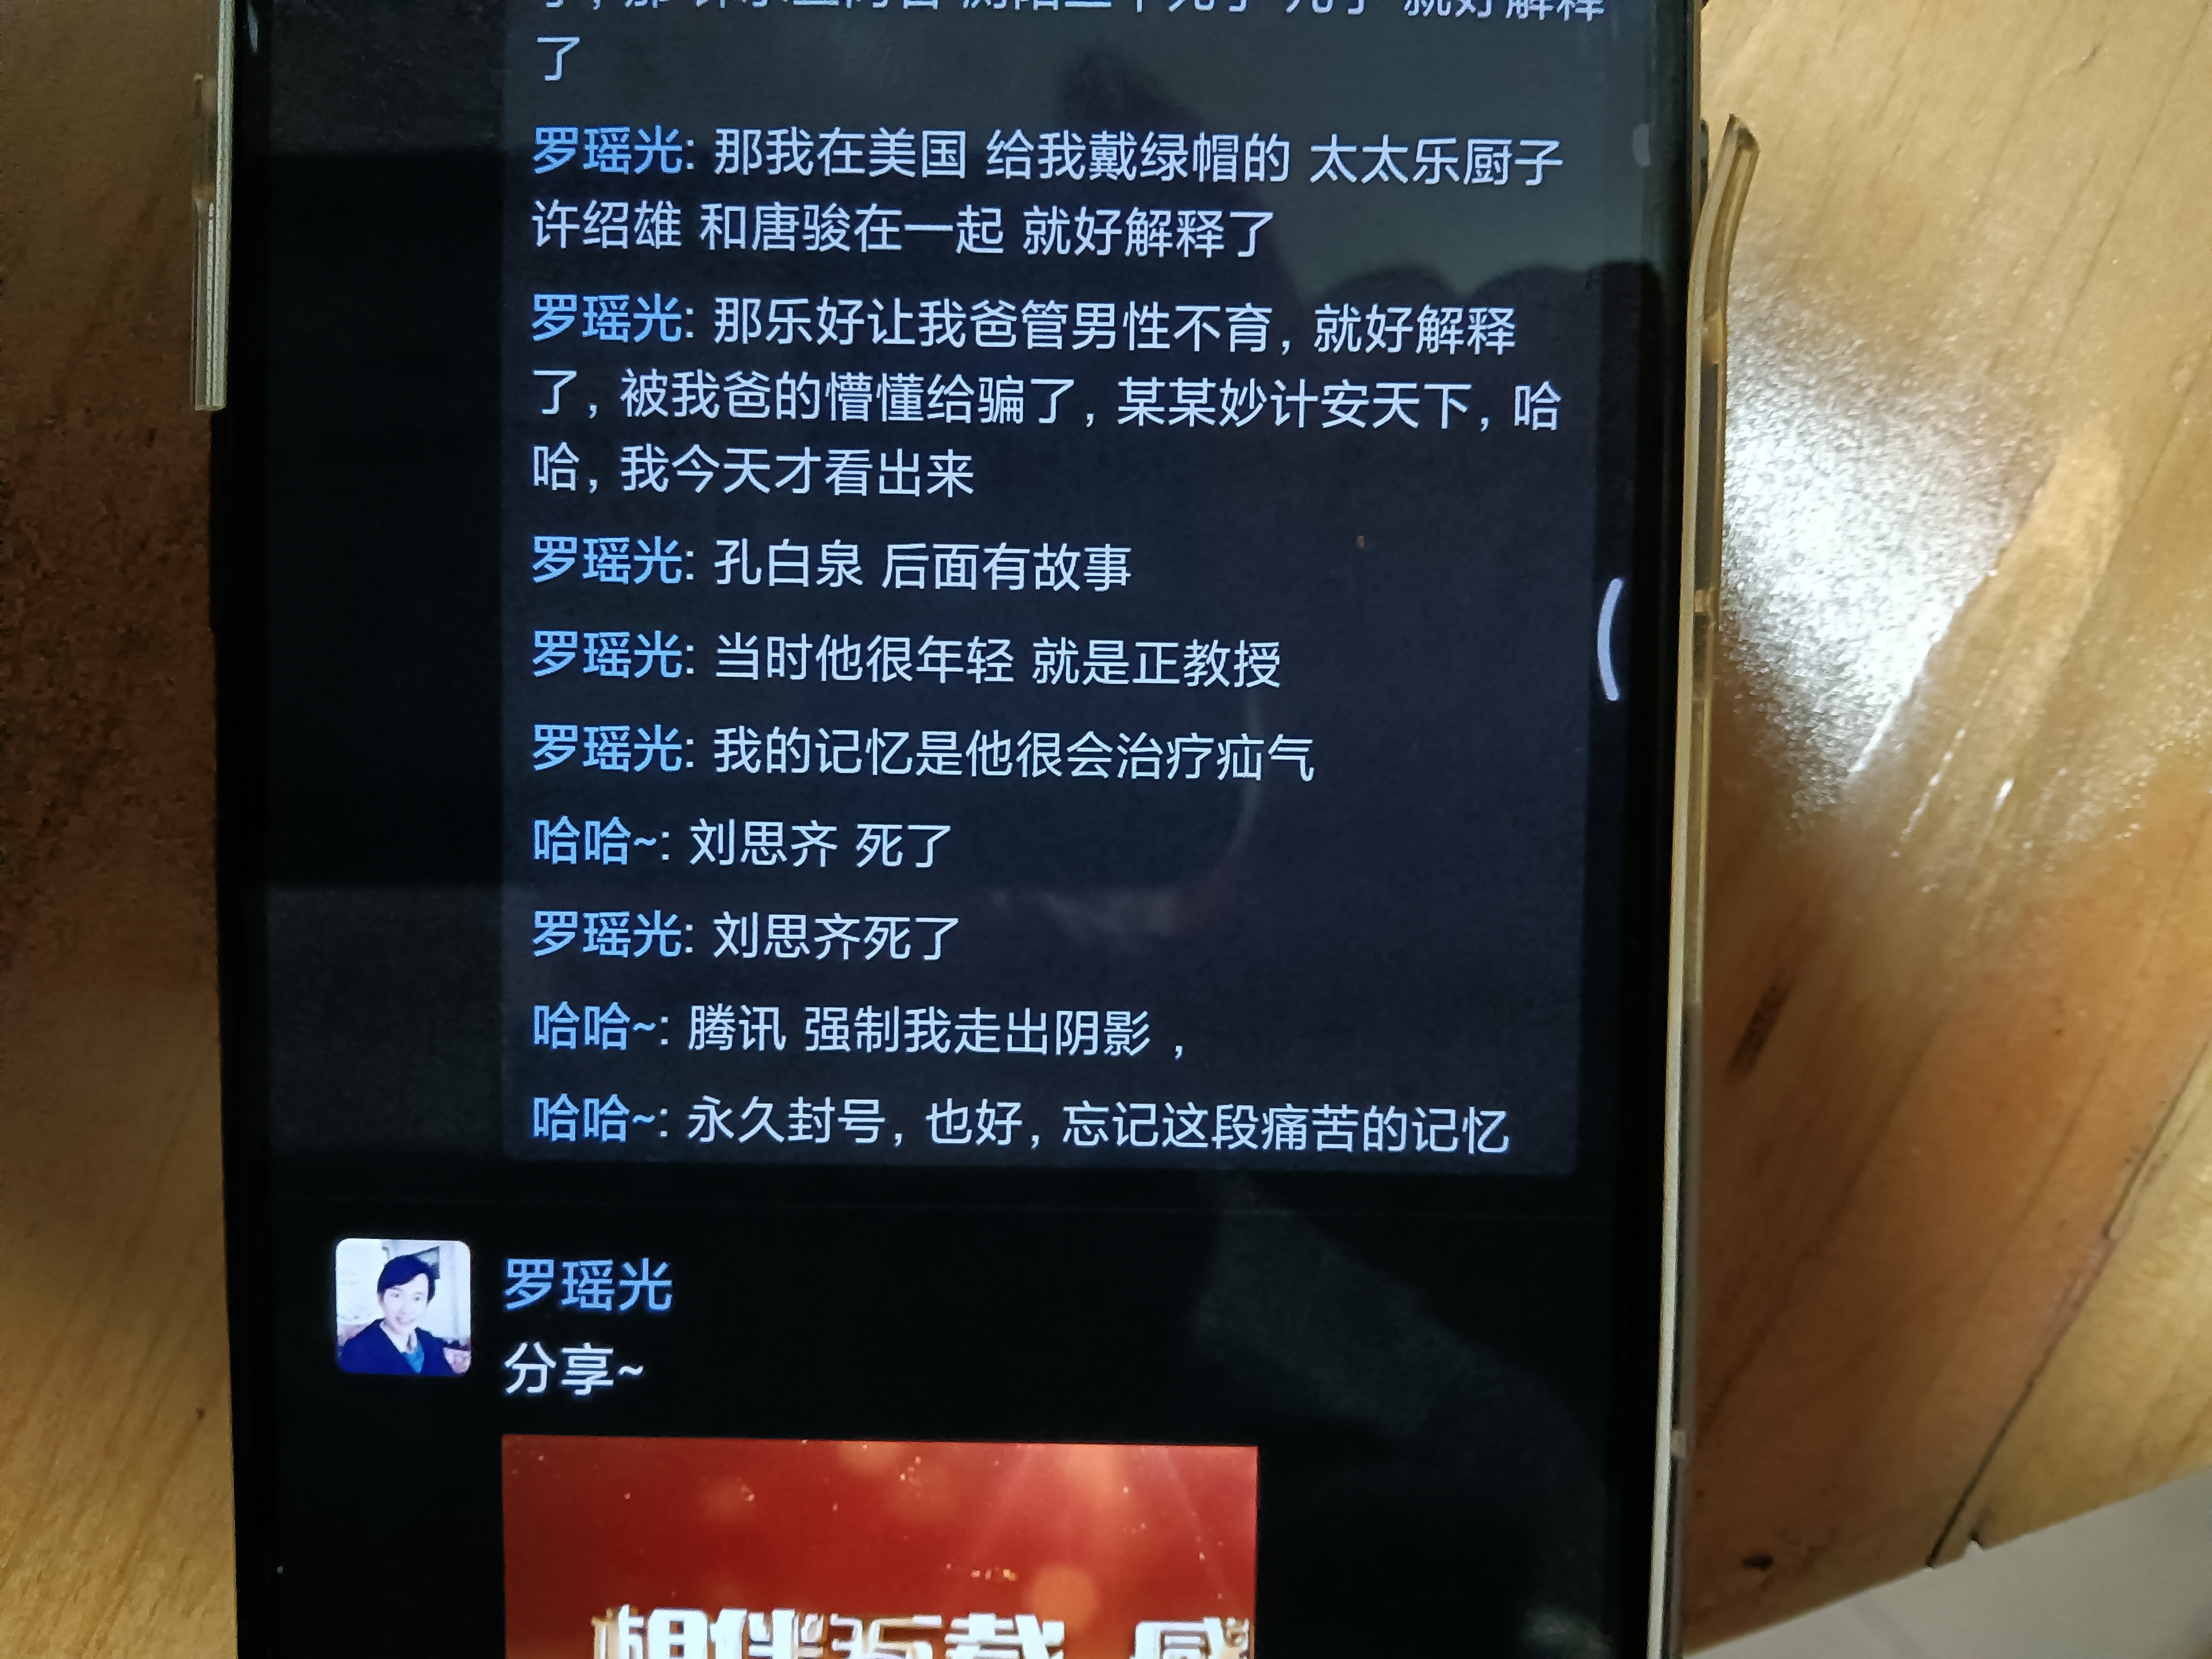 就好解释
了
罗瑶光: 那我在美国 给我戴绿帽的 太太乐厨子
许绍雄 和唐骏在一起 就好解释了
罗瑶光: 那乐好让我爸管男性不育, 就好解释
了, 被我爸的懵懂给骗了, 某某妙计安天下, 哈
哈, 我今天才看出来
罗瑶光: 孔白泉 后面有故事
罗瑶光: 当时他很年轻 就是正教授
罗瑶光: 我的记忆是他很会治疗疝气
哈哈~: 刘思齐 死了
罗瑶光: 刘思齐死了
哈哈~: 腾讯 强制我走出阴影 ,
哈哈~: 永久封号, 也好, 忘记这段痛苦的记忆
罗瑶光
分享~
相伴 载 感